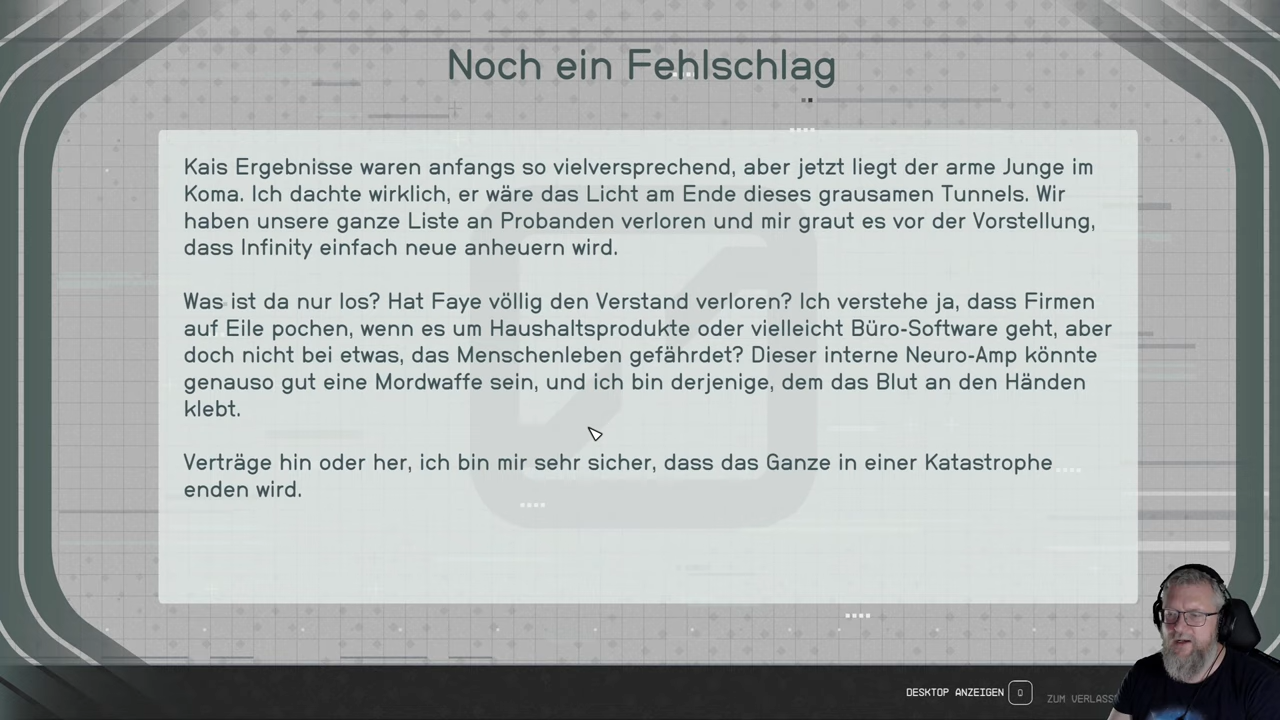 Noch ein Fehlschlag
Kais Ergebnisse waren anfangs so vielversprechend, aber jetzt liegt der arme Junge im
Koma. Ich dachte wirklich, er wäre das Licht am Ende dieses grausamen Tunnels. Wir
haben unsere ganze Liste an Probanden verloren und mir graut es vor der Vorstellung,
dass Infinity einfach neue anheuern wird.
Was ist da nur los? Hat Faye völlig den Verstand verloren? Ich verstehe ja, dass Firmen
auf Eile pochen, wenn es um Haushaltsprodukte oder vielleicht Büro-Software geht, aber
doch nicht bei etwas, das Menschenleben gefährdet? Dieser interne Neuro-Amp könnte
genauso gut eine Mordwaffe sein, und ich bin derjenige, dem das Blut an den Händen
klebt.
Verträge hin oder her, ich bin mir sehr sicher, dass das Ganze in einer Katastrophe
enden wird.
DESKTOP ANZEIGEN
ZUM